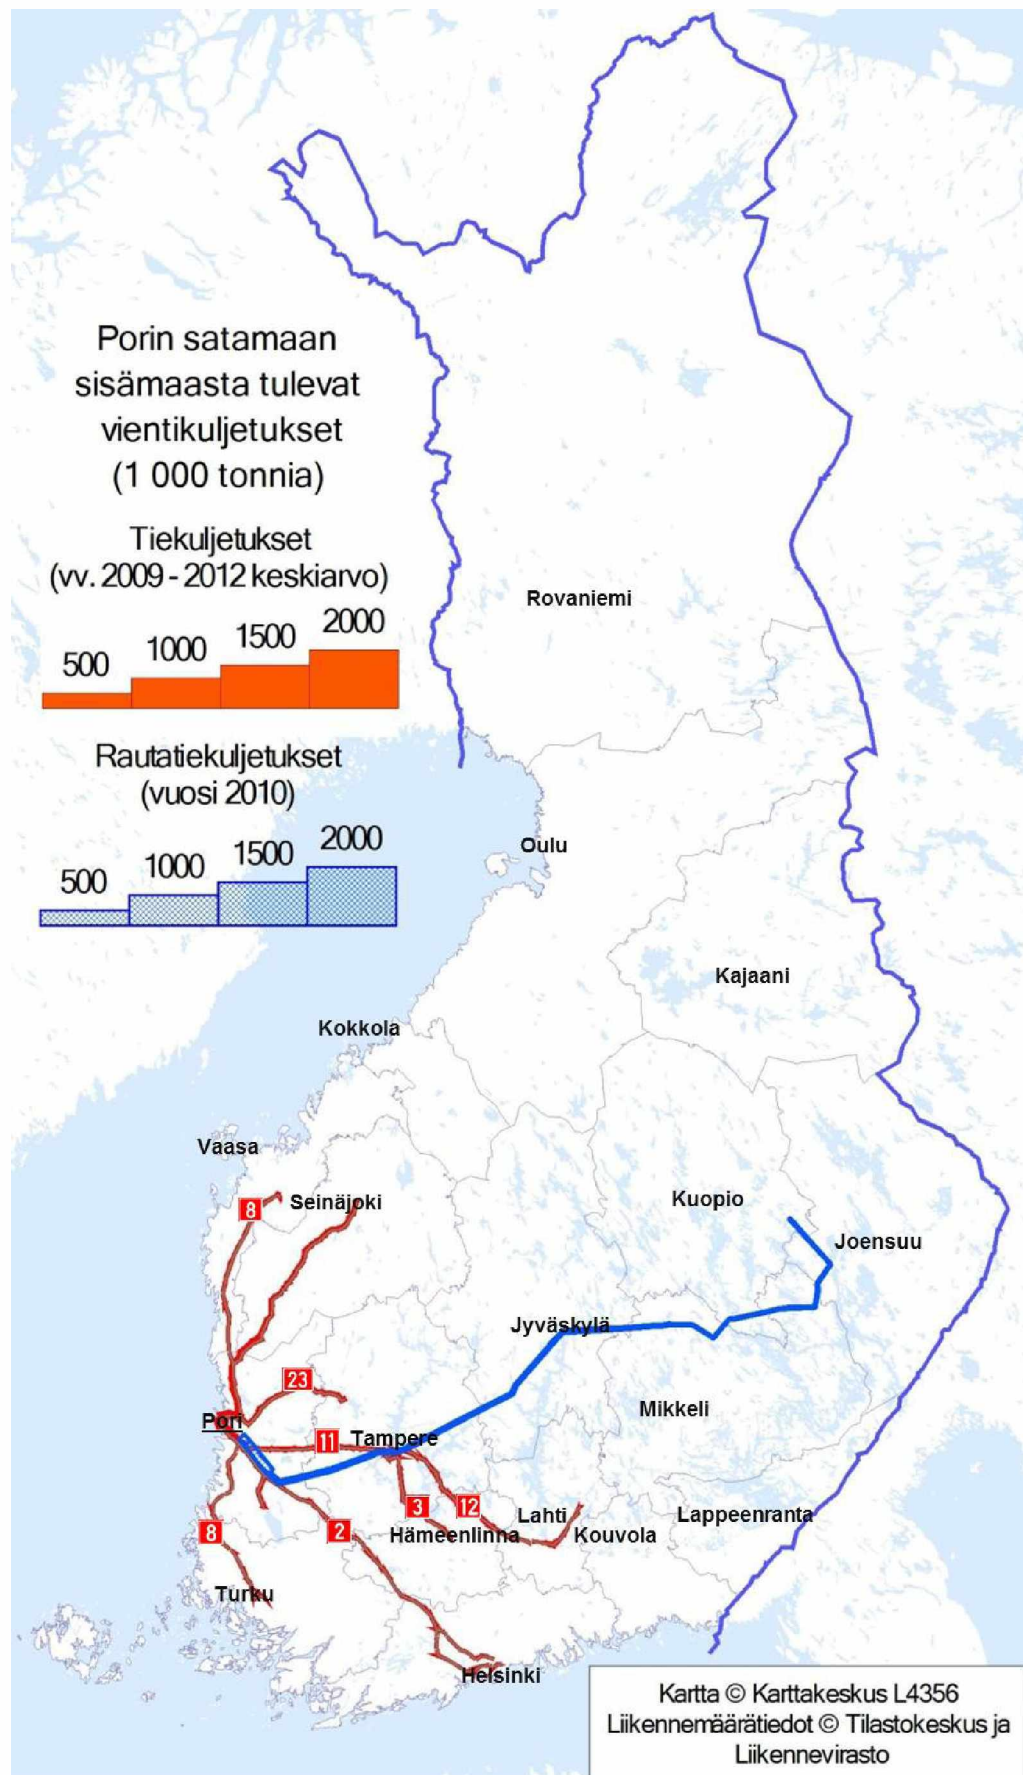 Porin satamaan
sisämaasta tulevat
vientikuljetukset
(1 000 tonnia)
Tiekuljetukset
(vv. 2009 - 2012 keskiarvo)
500
1000
1500
2000
Rautatiekuljetukset
(vuosi 2010)
500
1000
1500
2000
Rovaniemi
Oulu
Kajaani
Kokkola
Vaasa
8
Seinäjoki
Kuopio
Joensuu
Jyväskylä
23
Mikkeli
Pori
11
Tampere
3
12
Lahti
Lappeenranta
8
2
Hämeenlinna
Kouvola
Turku
Helsinki
Kartta © Karttakeskus L4356
Liikennemäärätiedot © Tilastokeskus ja
Liikennevirasto